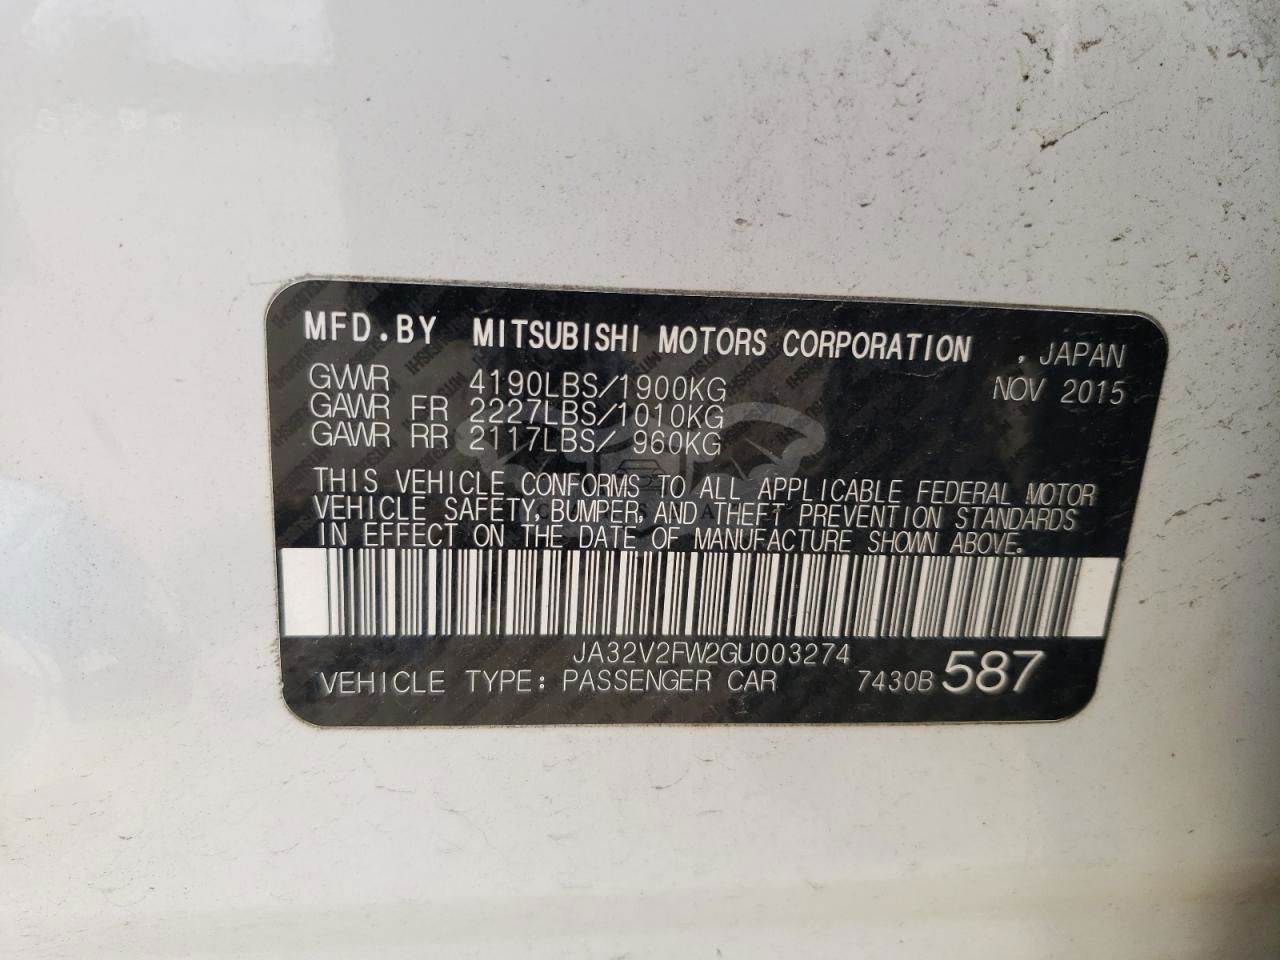 MFD.BY MITSUBISHI MOTORS CORPORATION , JAPAN
GVWR 4190LBS/1900KG NOV 2015
GAWR FR 2227LBS/1010KG
GAWR RR 2117LBS/ 960KG
THIS VEHICLE CONFORMS TO ALL APPLICABLE FEDERAL MOTOR
VEHICLE SAFETY, BUMPER, AND THEFT PREVENTION STANDARDS
IN EFFECT ON THE DATE OF MANUFACTURE SHOWN ABOVE.
JA32V2FW2GU003274
VEHICLE TYPE: PASSENGER CAR 7430B 587